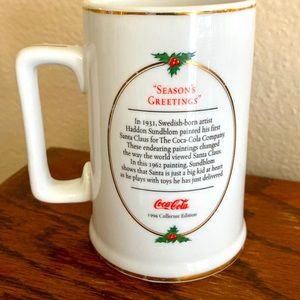 "SEASON'S
GREETINGS"
In 1931, Swedish-born artist
Haddon Sundblom painted his first
Santa Claus for The Coca-Cola Company.
These endearing paintings changed
the way the world viewed Santa Claus.
In this 1962 painting, Sundblom
shows that Santa is just a big kid at heart
as he plays with toys he has just delivered.
Coca-Cola
1994 Collector Edition